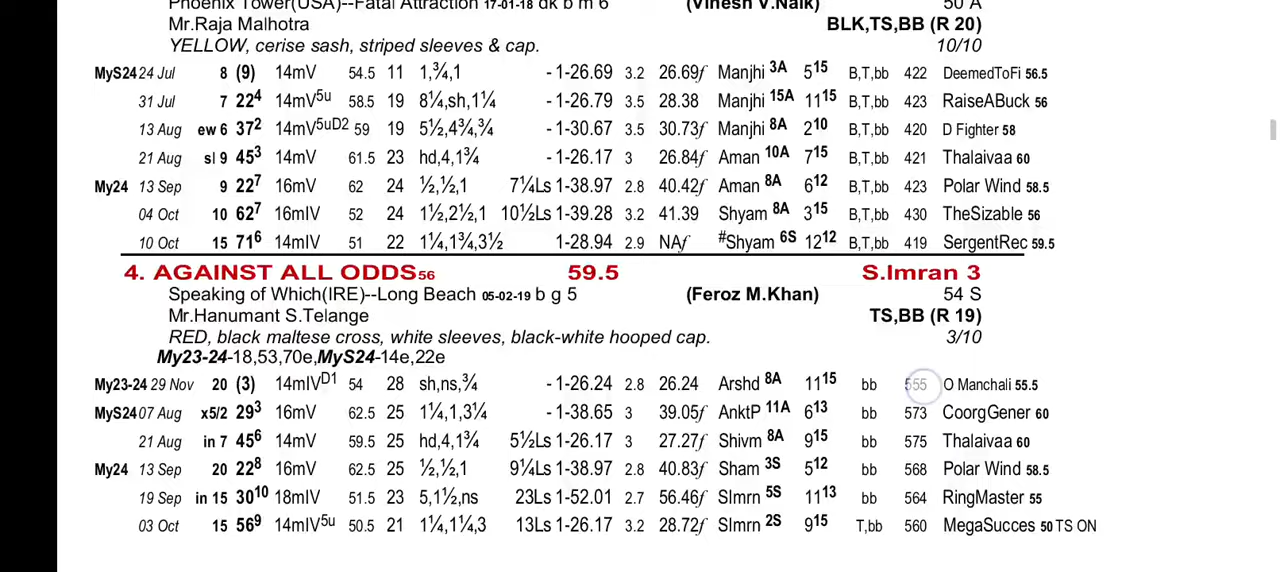 Phoenix Tower(USA)--Fatal Attraction 17-01-18 dk b m 6 (Vinesh V.Naik) 50 A
Mr.Raja Malhotra BLK,TS,BB (R 20)
YELLOW, cerise sash, striped sleeves & cap. 10/10
MyS24 24 Jul 8 (9) 14mV 54.5 11 1,¾,1 - 1-26.69 3.2 26.69f Manjhi 3A 5 15 B,T,bb 422 DeemedToFi 56.5
31 Jul 7 22 4 14mV5u 58.5 19 8¼,sh,1¼ - 1-26.79 3.5 28.38 Manjhi 15A 11 15 B,T,bb 423 RaiseABuck 56
13 Aug ew 6 37 2 14mV5uD2 59 19 5½,4¾,¾ - 1-30.67 3.5 30.73f Manjhi 8A 2 10 B,T,bb 420 D Fighter 58
21 Aug sl 9 45 3 14mV 61.5 23 hd,4,1¾ - 1-26.17 3 26.84f Aman 10A 7 15 B,T,bb 421 Thalaivaa 60
My24 13 Sep 9 22 7 16mV 62 24 ½,½,1 7¼Ls 1-38.97 2.8 40.42f Aman 8A 6 12 B,T,bb 423 Polar Wind 58.5
04 Oct 10 62 7 16mIV 52 24 1½,2½,1 10½Ls 1-39.28 3.2 41.39 Shyam 8A 3 15 B,T,bb 430 TheSizable 56
10 Oct 15 71 6 14mIV 51 22 1¼,1¾,3½ 1-28.94 2.9 NAf #Shyam 6S 12 12 B,T,bb 419 SergentRec 59.5
4. AGAINST ALL ODDS 56 59.5 S.Imran 3
Speaking of Which(IRE)--Long Beach 05-02-19 b g 5 (Feroz M.Khan) 54 S
Mr.Hanumant S.Telange TS,BB (R 19)
RED, black maltese cross, white sleeves, black-white hooped cap. 3/10
My23-24-18,53,70e,MyS24-14e,22e
My23-24 29 Nov 20 (3) 14mIVD1 54 28 sh,ns,¾ - 1-26.24 2.8 26.24 Arshd 8A 11 15 bb 555 O Manchali 55.5
MyS24 07 Aug x5/2 29 3 16mV 62.5 25 1¼,1,3¼ - 1-38.65 3 39.05f AnktP 11A 6 13 bb 573 CoorgGener 60
21 Aug in 7 45 6 14mV 59.5 25 hd,4,1¾ 5½Ls 1-26.17 3 27.27f Shivm 8A 9 15 bb 575 Thalaivaa 60
My24 13 Sep 20 22 8 16mV 62.5 25 ½,½,1 9¼Ls 1-38.97 2.8 40.83f Sham 3S 5 12 bb 568 Polar Wind 58.5
19 Sep in 15 30 10 18mIV 51.5 23 5,1½,ns 23Ls 1-52.01 2.7 56.46f SImrn 5S 11 13 bb 564 RingMaster 55
03 Oct 15 56 9 14mIV5u 50.5 21 1¼,1¼,3 13Ls 1-26.17 3.2 28.72f SImrn 2S 9 15 T,bb 560 MegaSucces 50 TS ON